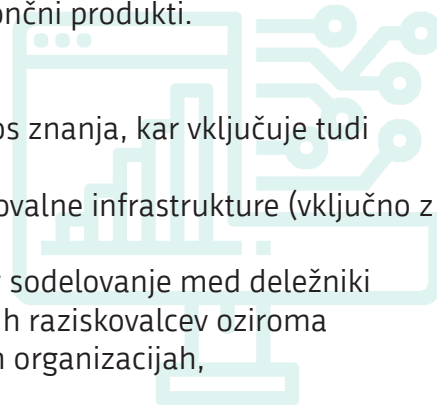 ončni produkti.
os znanja, kar vključuje tudi
ovalne infrastrukture (vključno z
sodelovanje med deležniki
h raziskovalcev oziroma
organizacijah,